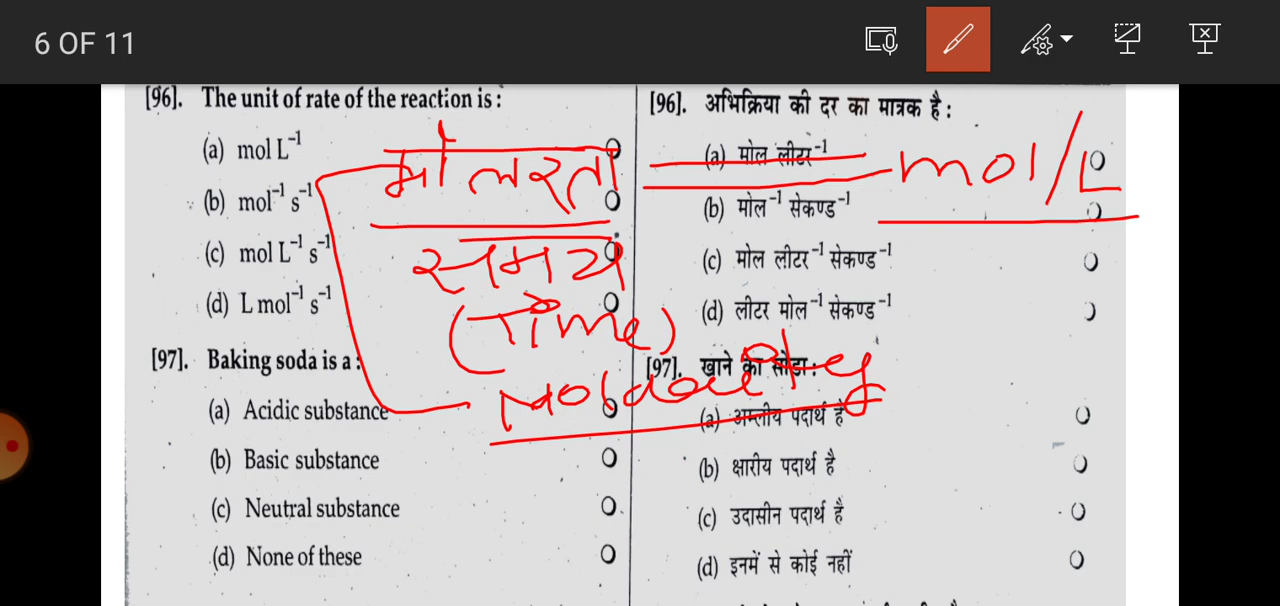 6 OF 11
[96]. The unit of rate of the reaction is :
(a) mol L⁻¹
(b) mol⁻¹ s⁻¹
(c) mol L⁻¹ s⁻¹
(d) L mol⁻¹ s⁻¹
[97]. Baking soda is a :
(a) Acidic substance
(b) Basic substance
(c) Neutral substance
(d) None of these
मोलरता
समय
(Time)
[96]. अभिक्रिया की दर का मात्रक है :
(a) मोल लीटर⁻¹
mol/L
(b) मोल⁻¹ सेकण्ड⁻¹
(c) मोल लीटर⁻¹ सेकण्ड⁻¹
(d) लीटर मोल⁻¹ सेकण्ड⁻¹
[97]. खाने का सोडा :
(a) अम्लीय पदार्थ है
(b) क्षारीय पदार्थ है
(c) उदासीन पदार्थ है
(d) इनमें से कोई नहीं